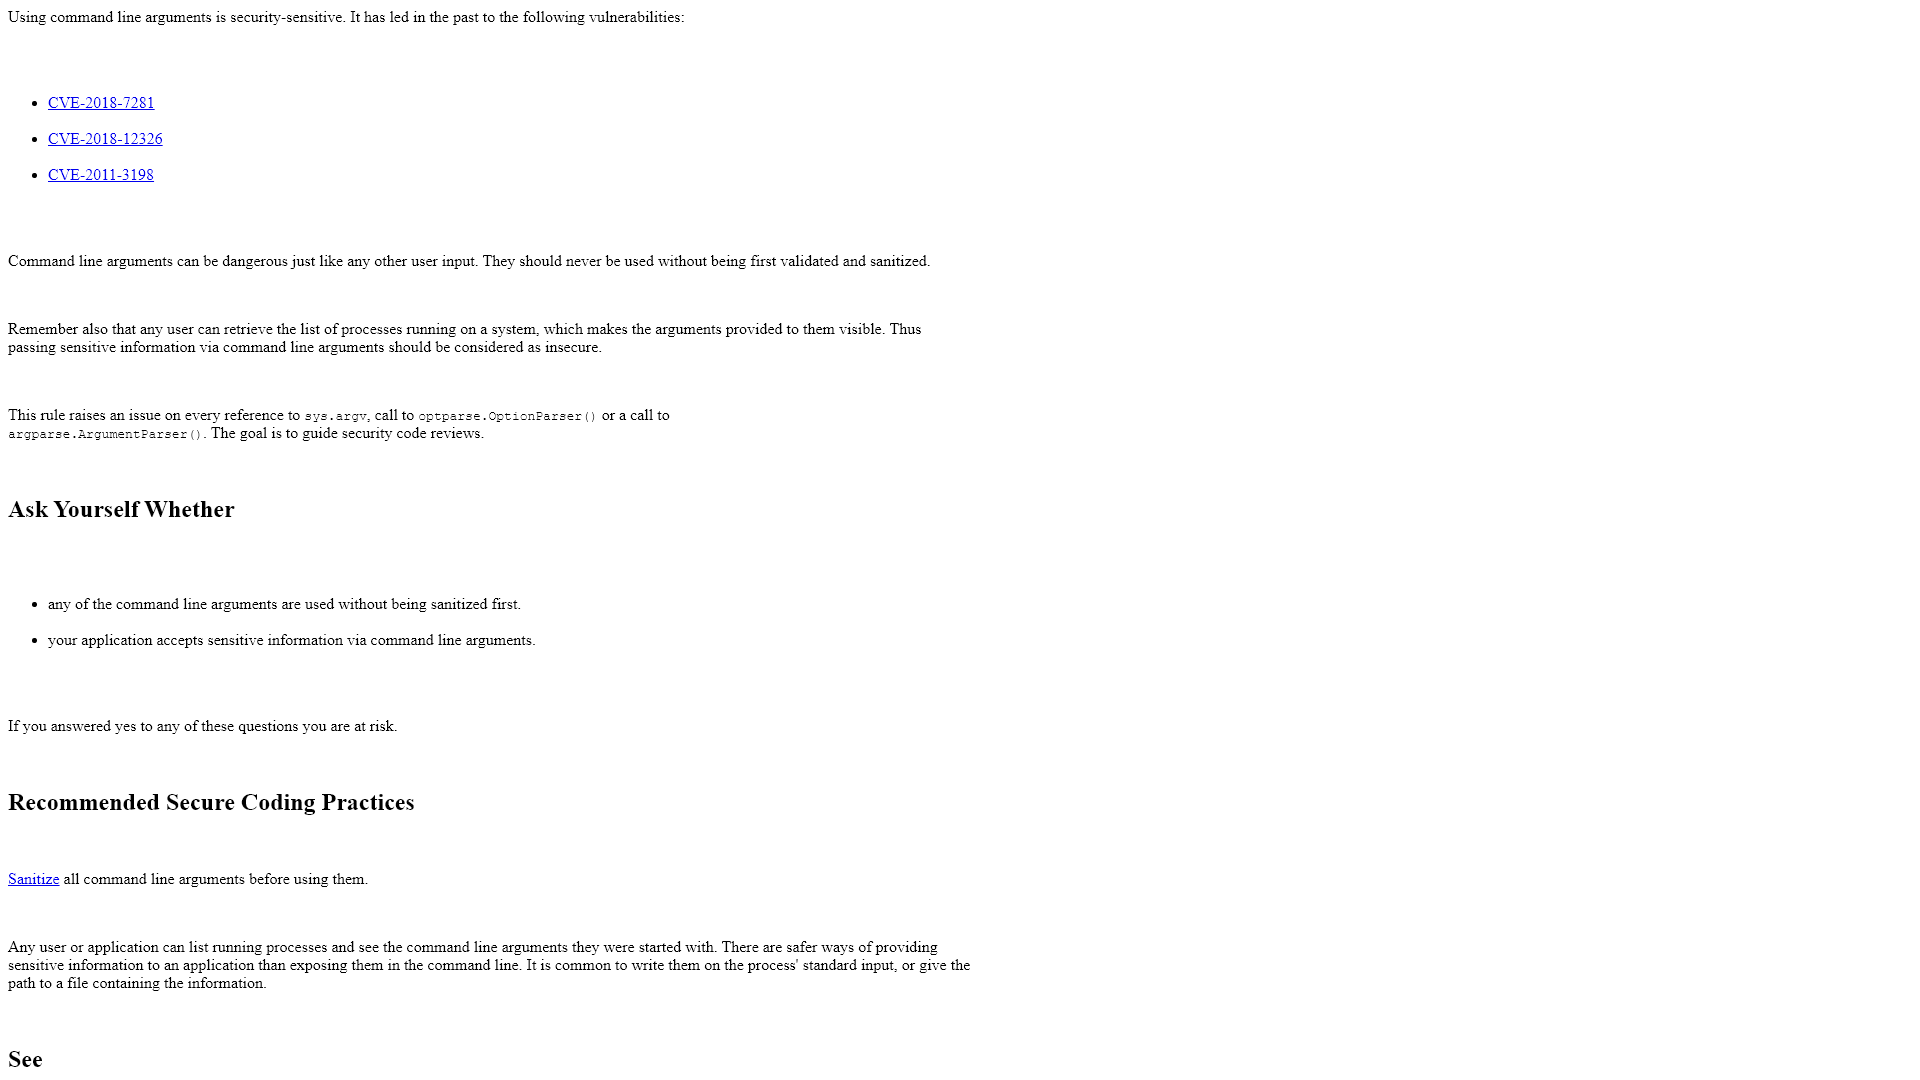 Using command line arguments is security-sensitive. It has led in the past to the following vulnerabilities:
CVE-2018-7281
CVE-2018-12326
CVE-2011-3198
Command line arguments can be dangerous just like any other user input. They should never be used without being first validated and sanitized.
Remember also that any user can retrieve the list of processes running on a system, which makes the arguments provided to them visible. Thus
passing sensitive information via command line arguments should be considered as insecure.
This rule raises an issue on every reference to sys.argv, call to optparse.OptionParser() or a call to
argparse.ArgumentParser(). The goal is to guide security code reviews.
Ask Yourself Whether
any of the command line arguments are used without being sanitized first.
your application accepts sensitive information via command line arguments.
If you answered yes to any of these questions you are at risk.
Recommended Secure Coding Practices
Sanitize all command line arguments before using them.
Any user or application can list running processes and see the command line arguments they were started with. There are safer ways of providing
sensitive information to an application than exposing them in the command line. It is common to write them on the process' standard input, or give the
path to a file containing the information.
See